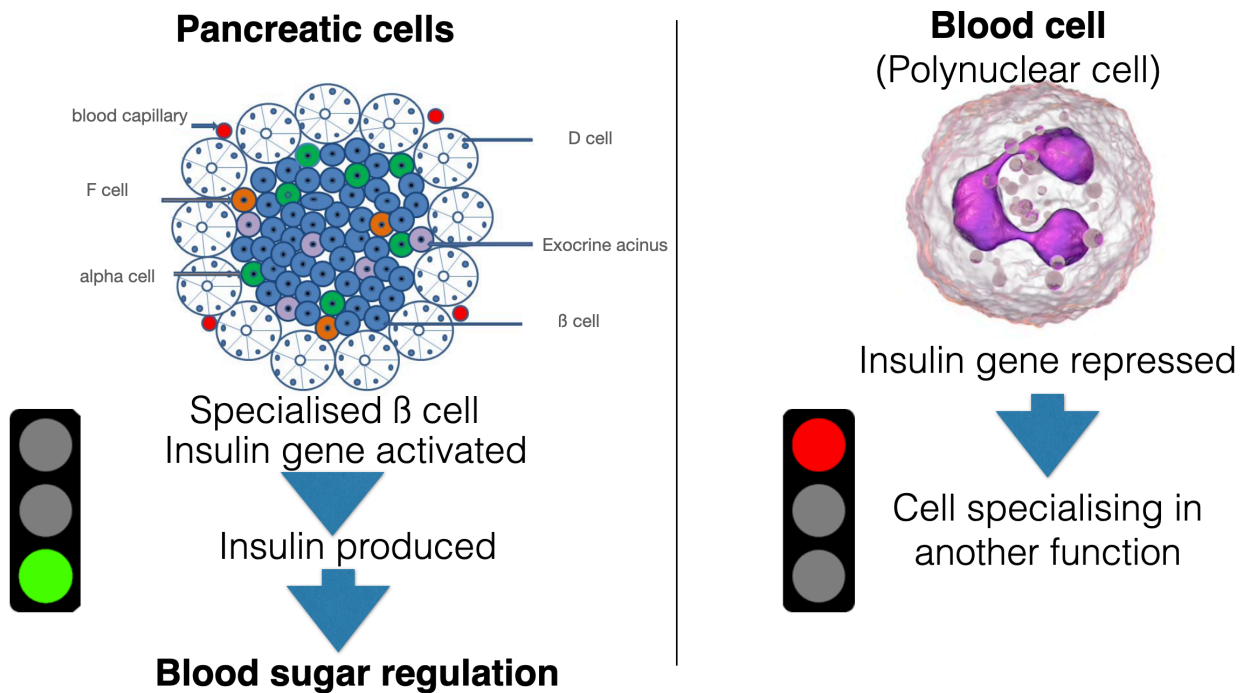 Pancreatic cells
blood capillary
D cell
F cell
Exocrine acinus
alpha cell
ß cell
Specialised ß cell
Insulin gene activated
Insulin produced
Blood sugar regulation
Blood cell
(Polynuclear cell)
Insulin gene repressed
Cell specialising in
another function